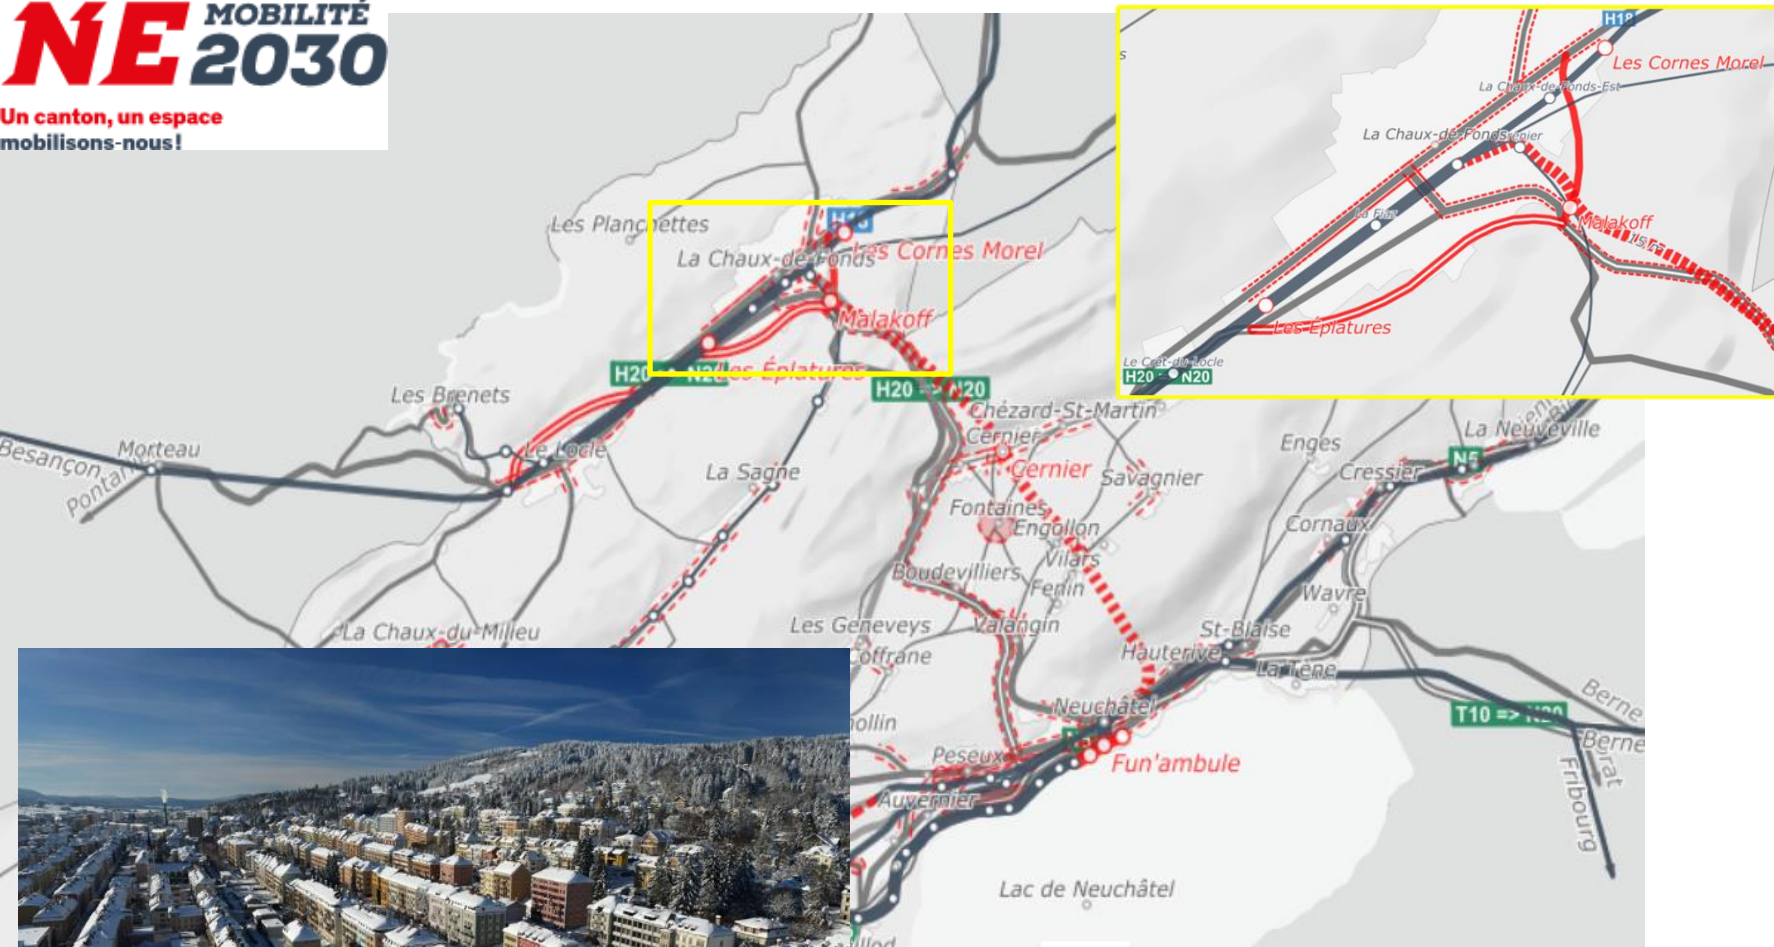 NE MOBILITÉ
2030
Un canton, un espace
mobilisons-nous!
H18
Les Cornes Morel
La Chaux-de-Fonds-Est
La Chaux-de-Fonds
Malakoff
Les Éplatures
Le Crêt-du-Locle
H20 => N20
Les Planchettes
H18
La Chaux-de-Fonds
Les Cornes Morel
Malakoff
Les Éplatures
H20 => N20
H20 => N20
Les Brenets
Chézard-St-Martin
Cernier
Cernier
Le Locle
Morteau
Besançon
La Sagne
Savagnier
Enges
La Neuveville
N5
Cressier
Fontaines
Engollon
Cornaux
Vilars
Boudevilliers
Fenin
Wavre
La Chaux-du-Milieu
Les Geneveys
Coffrane
Valangin
St-Blaise
Hauterive
La Tène
Neuchâtel
T10 => N20
Berne
Berne
Fribourg
Peseux
Fun'ambule
Auvernier
Lac de Neuchâtel